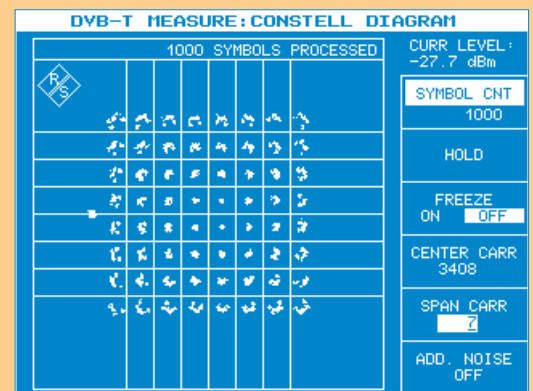 DVB-T MEASURE:CONSTELL DIAGRAM
1000 SYMBOLS PROCESSED
R/S
CURR LEVEL:
-27.7 dBm
SYMBOL CNT
1000
HOLD
FREEZE
ON OFF
CENTER CARR
3408
SPAN CARR
7
ADD. NOISE
OFF